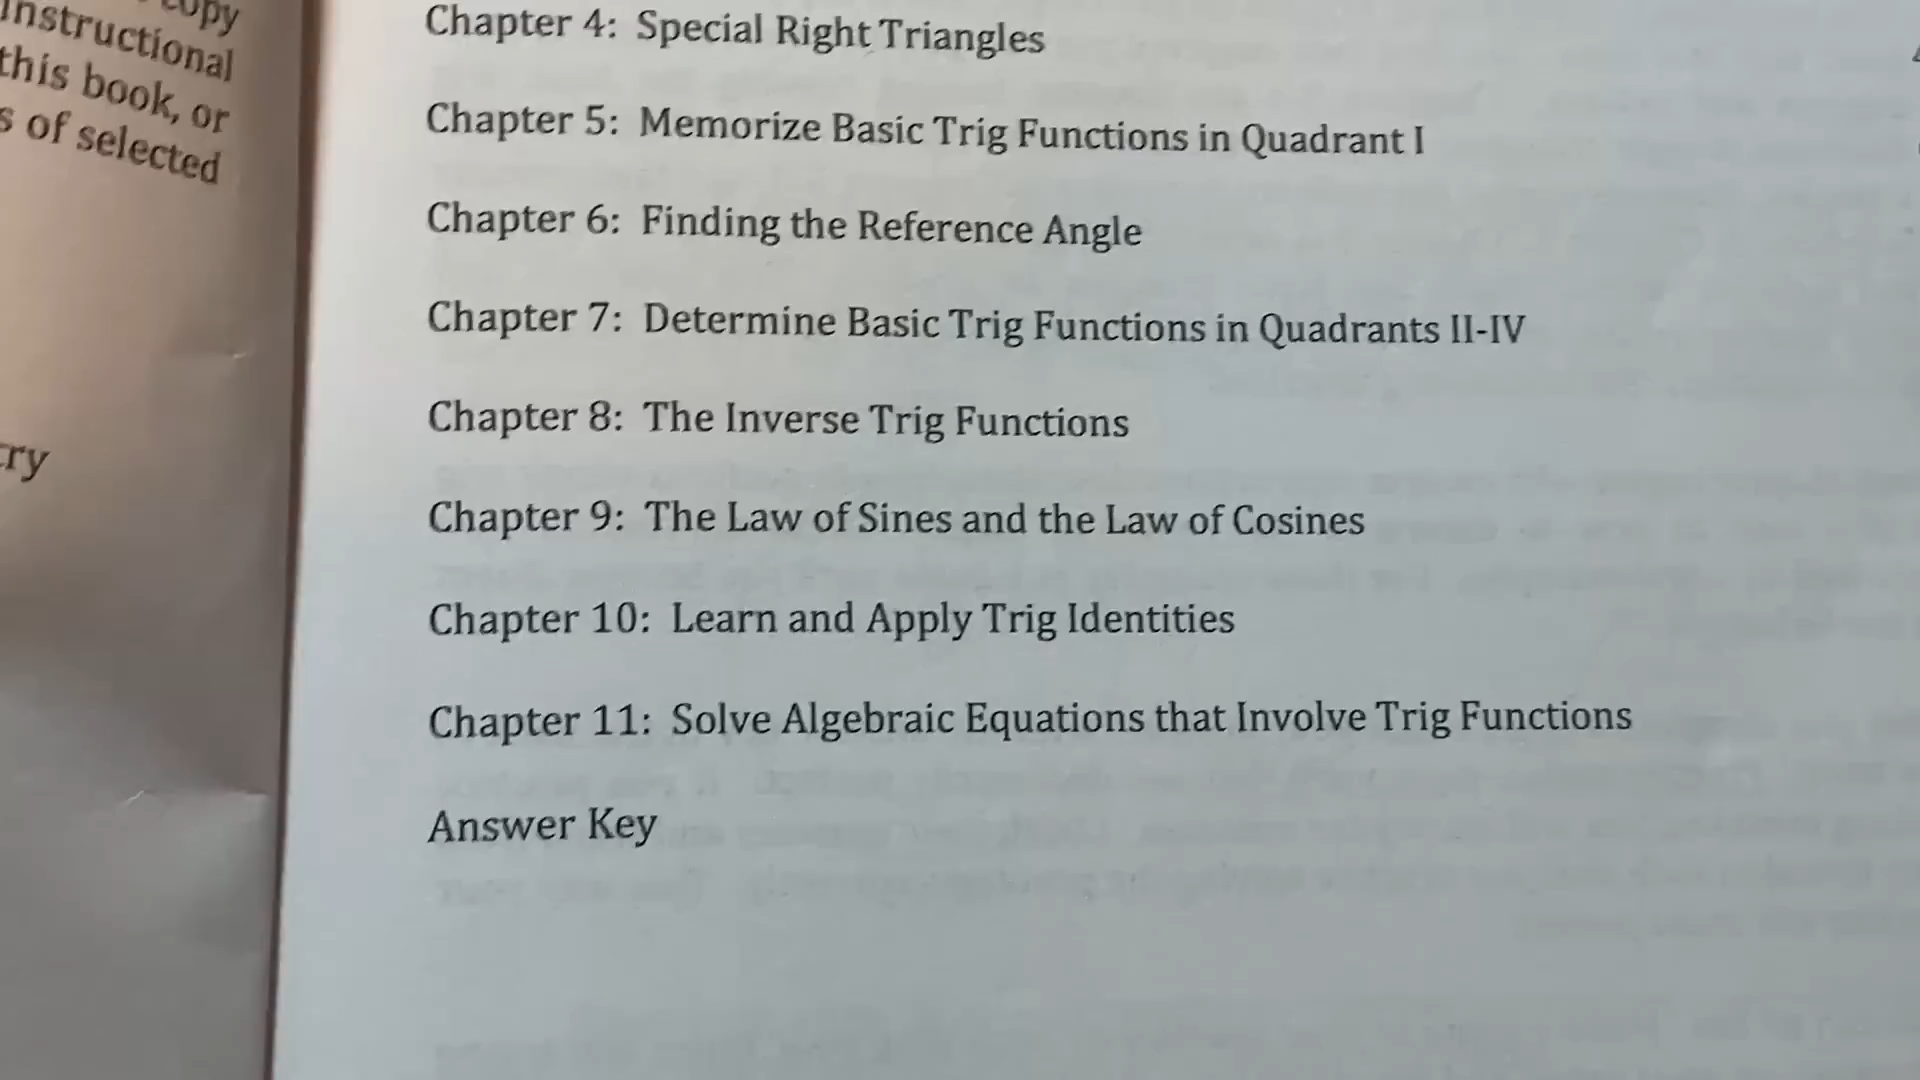 copy
instructional
this book, or
s of selected
ry
Chapter 4: Special Right Triangles
Chapter 5: Memorize Basic Trig Functions in Quadrant I
Chapter 6: Finding the Reference Angle
Chapter 7: Determine Basic Trig Functions in Quadrants II-IV
Chapter 8: The Inverse Trig Functions
Chapter 9: The Law of Sines and the Law of Cosines
Chapter 10: Learn and Apply Trig Identities
Chapter 11: Solve Algebraic Equations that Involve Trig Functions
Answer Key